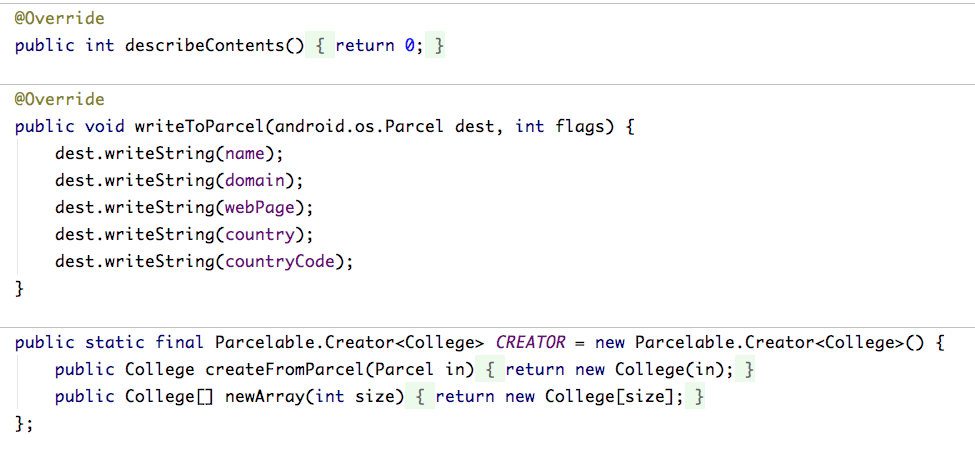 @Override
public int describeContents() { return 0; }
@Override
public void writeToParcel(android.os.Parcel dest, int flags) {
dest.writeString(name);
dest.writeString(domain);
dest.writeString(webPage);
dest.writeString(country);
dest.writeString(countryCode);
}
public static final Parcelable.Creator<College> CREATOR = new Parcelable.Creator<College>() {
public College createFromParcel(Parcel in) { return new College(in); }
public College[] newArray(int size) { return new College[size]; }
};